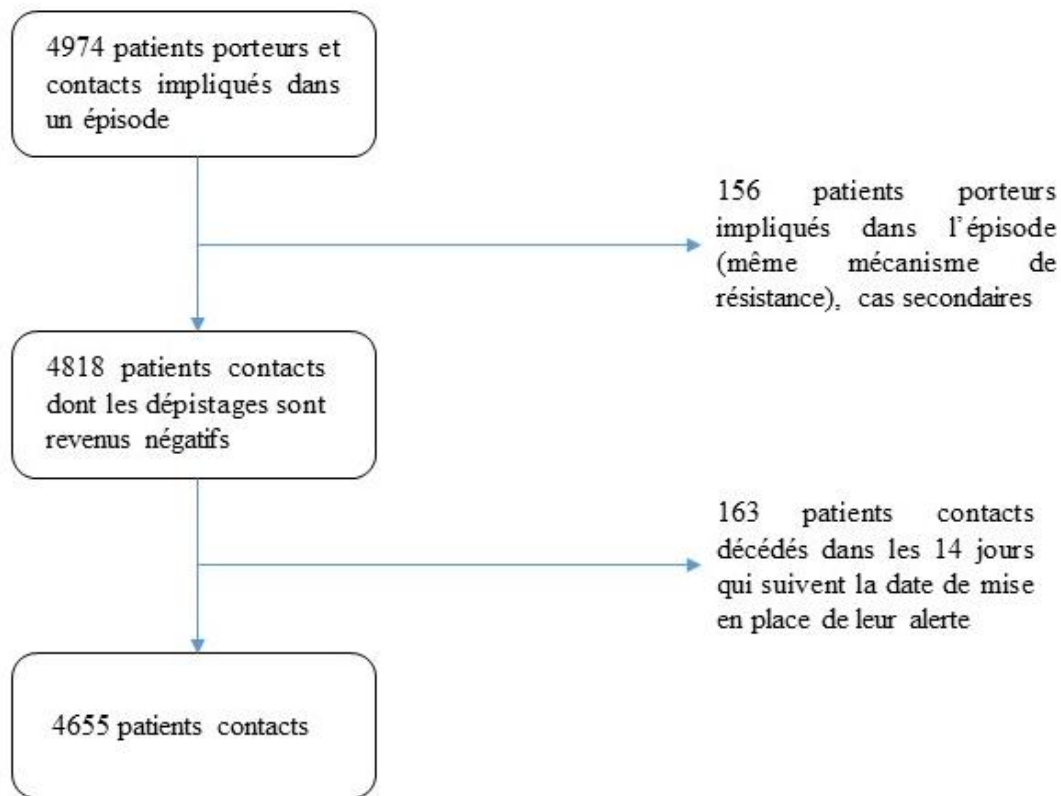 4974 patients porteurs et
contacts impliqués dans
un épisode
156 patients porteurs
impliqués dans l'épisode
(même mécanisme de
résistance), cas secondaires
4818 patients contacts
dont les dépistages sont
revenus négatifs
163 patients contacts
décédés dans les 14 jours
qui suivent la date de mise
en place de leur alerte
4655 patients contacts